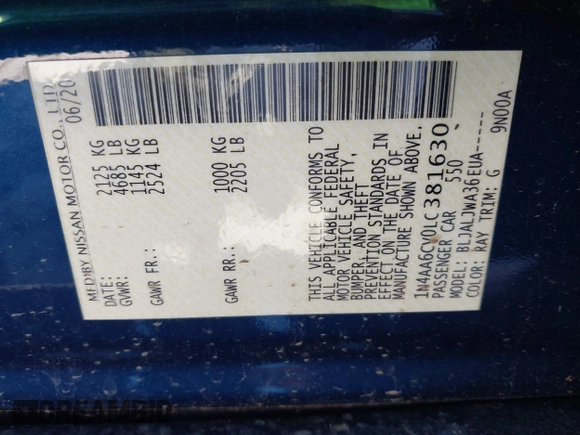 MFD BY NISSAN MOTOR CO., LTD
DATE: 06/20
GVWR: 2125 KG
4685 LB
GAWR FR.: 1145 KG
2524 LB
GAWR RR.: 1000 KG
2205 LB
THIS VEHICLE CONFORMS TO
ALL APPLICABLE FEDERAL
MOTOR VEHICLE SAFETY,
BUMPER, AND THEFT
PREVENTION STANDARDS IN
EFFECT ON THE DATE OF
MANUFACTURE SHOWN ABOVE.
1N4AA6CV0LC381630
PASSENGER CAR 550
MODEL: BLJALJWA36EUA------
COLOR: RAY TRIM: G 9N00A
DREAMBID